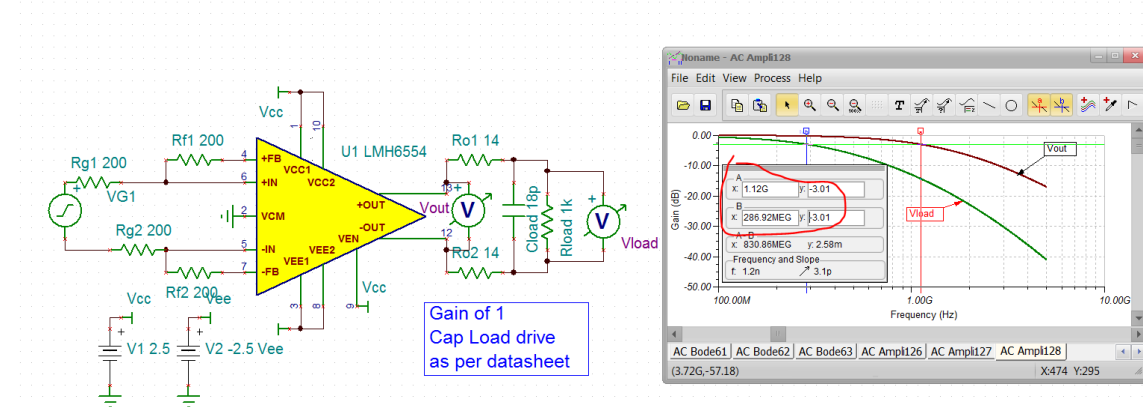 Vcc
Rf1 200
1
10
U1 LMH6554
Ro1 14
Rg1 200
4
+FB
VCC1
VCC2
6
+IN
VG1
+
13
+
+OUT
Vout
V
Cload 18p
Rload 1k
+
V
Vload
2
VCM
-OUT
Rg2 200
VEE2
VEN
12
5
-IN
VEE1
7
-FB
Ro2 14
Rf2 200
3
8
9
Vcc
Vcc
Vee
+
V1 2.5
+
V2 -2.5 Vee
Gain of 1
Cap Load drive
as per datasheet
Noname - AC Ampli128
File Edit View Process Help
T
a
b
0.00
-10.00
-20.00
-30.00
-40.00
-50.00
Gain (dB)
A
x: 1.12G y: -3.01
B
x: 286.92MEG y: -3.01
A-B
x: 830.86MEG y: 2.58m
Frequency and Slope
f: 1.2n 3.1p
Vout
Vload
100.00M 1.00G 10.00G
Frequency (Hz)
AC Bode61 AC Bode62 AC Bode63 AC Ampli126 AC Ampli127 AC Ampli128
(3.72G,-57.18) X:474 Y:295